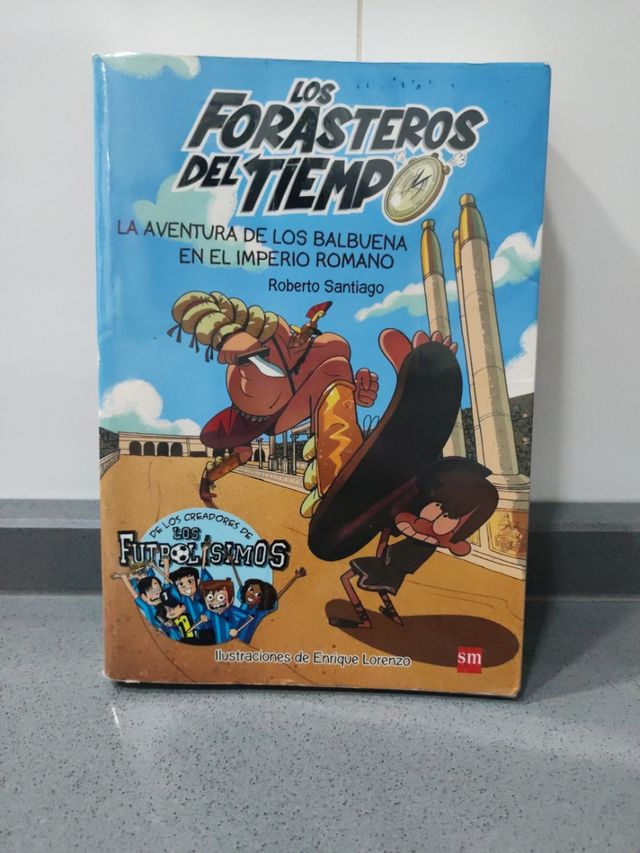 LOS
FORASTEROS
DEL TIEMPO
LA AVENTURA DE LOS BALBUENA
EN EL IMPERIO ROMANO
Roberto Santiago
DE LOS CREADORES DE
LOS
FUTBOLÍSIMOS
Ilustraciones de Enrique Lorenzo
sm